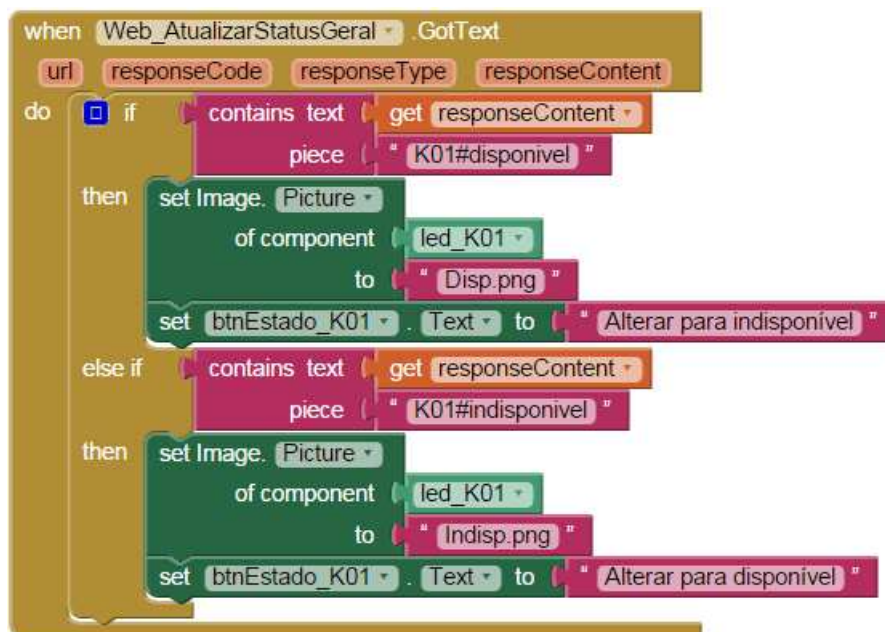 when Web_AtualizarStatusGeral .GotText
url responseCode responseType responseContent
do if contains text get responseContent
piece " K01#disponivel "
then set Image. Picture
of component led_K01
to " Disp.png "
set btnEstado_K01 . Text to " Alterar para indisponível "
else if contains text get responseContent
piece " K01#indisponivel "
then set Image. Picture
of component led_K01
to " Indisp.png "
set btnEstado_K01 . Text to " Alterar para disponível "